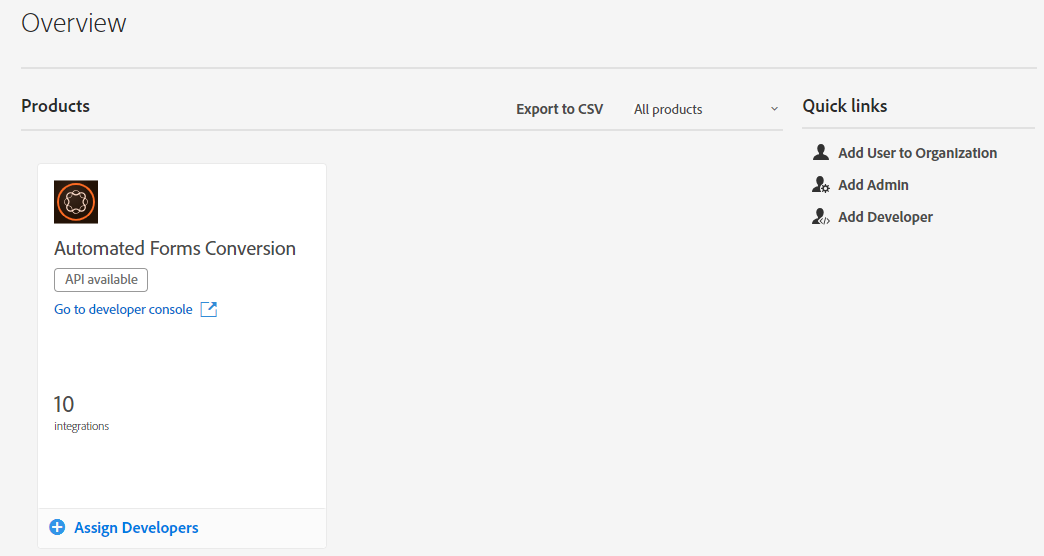 Overview
Products
Export to CSV
All products
Automated Forms Conversion
API available
Go to developer console
10
integrations
Assign Developers
Quick links
Add User to Organization
Add Admin
Add Developer